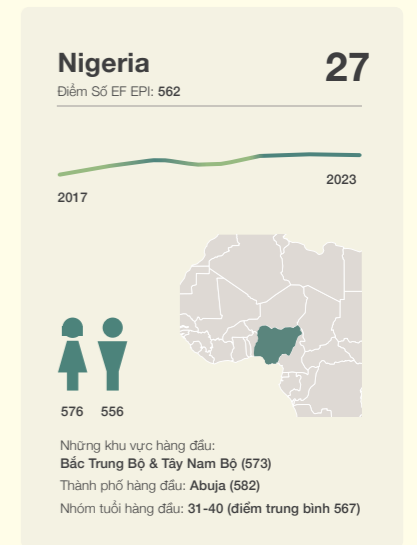 Nigeria
27
Điểm Số EF EPI: 562
2023
2017
576 556
Những khu vực hàng đầu:
Bắc Trung Bộ & Tây Nam Bộ (573)
Thành phố hàng đầu: Abuja (582)
Nhóm tuổi hàng đầu: 31-40 (điểm trung bình 567)